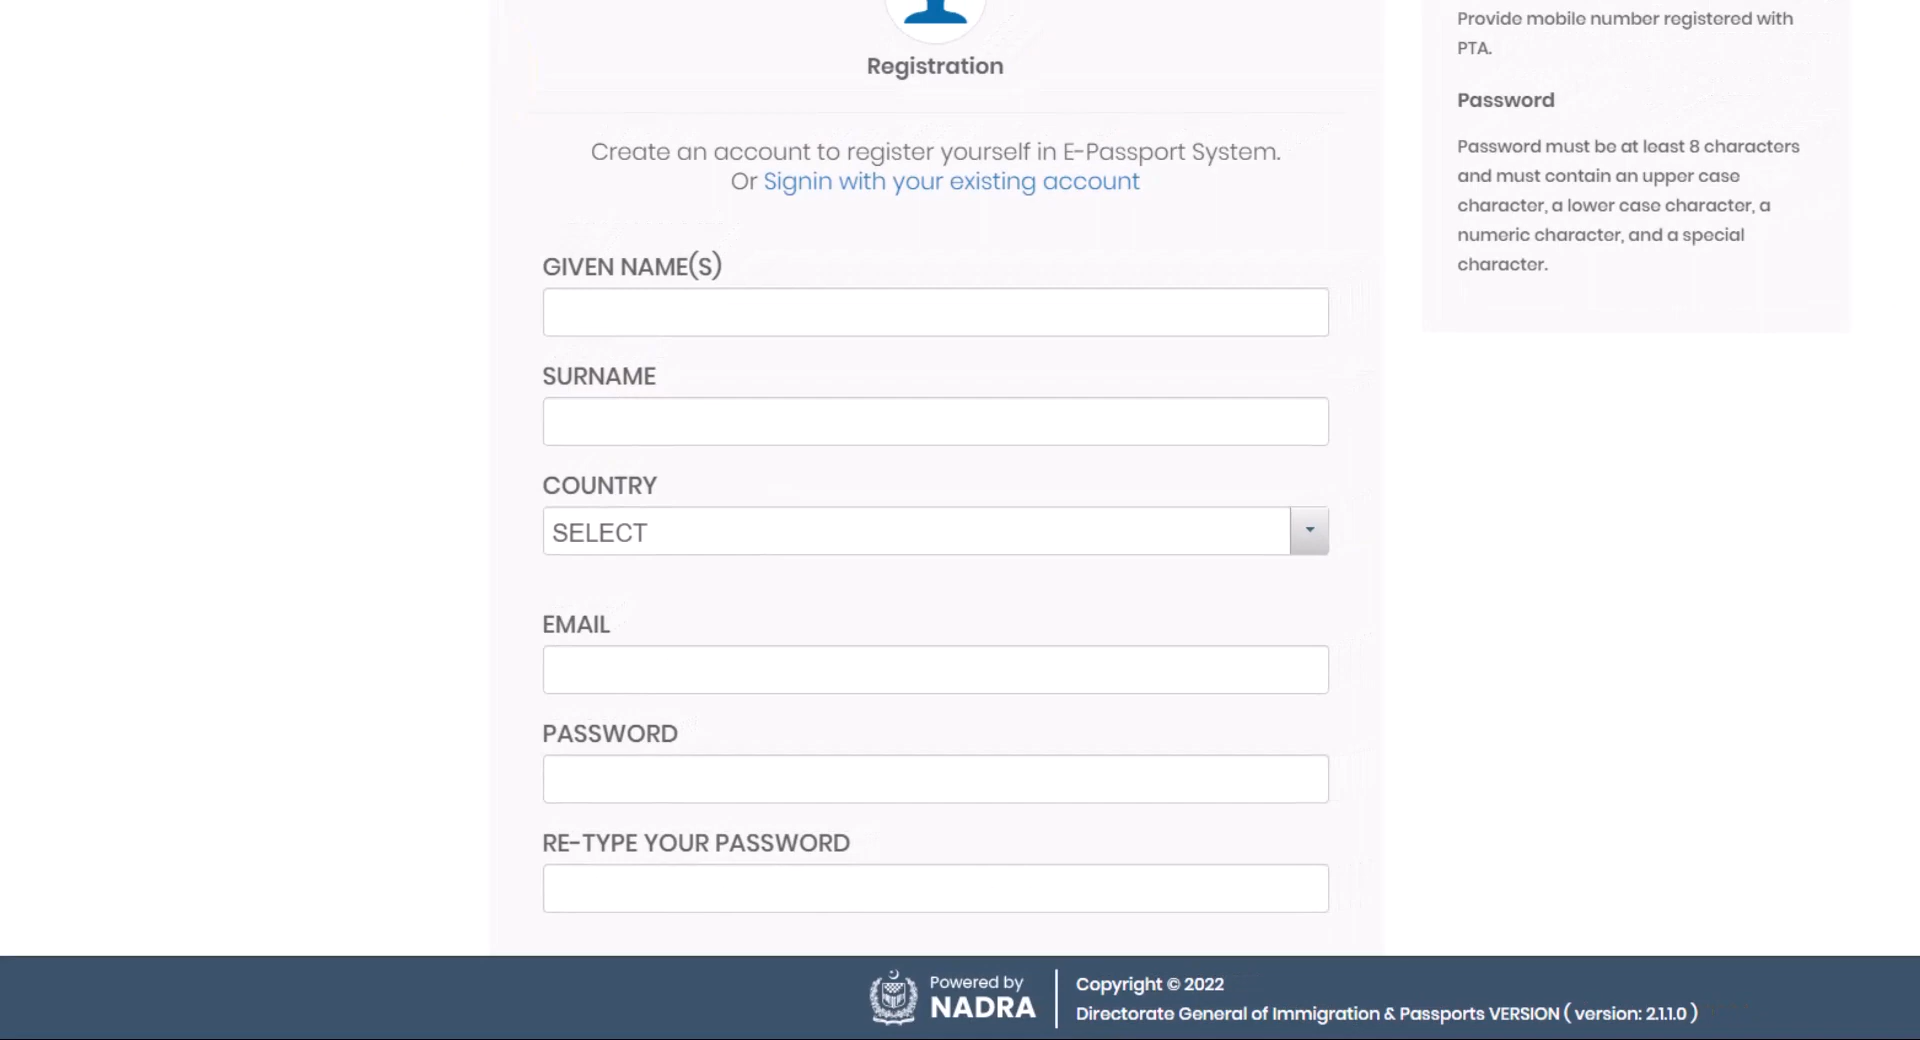 Registration
Create an account to register yourself in E-Passport System.
Or Signin with your existing account
GIVEN NAME(S)
SURNAME
COUNTRY
SELECT
EMAIL
PASSWORD
RE-TYPE YOUR PASSWORD
Provide mobile number registered with
PTA.
Password
Password must be at least 8 characters
and must contain an upper case
character, a lower case character, a
numeric character, and a special
character.
Powered by
NADRA
Copyright © 2022
Directorate General of Immigration & Passports VERSION ( version: 2.1.1.0 )